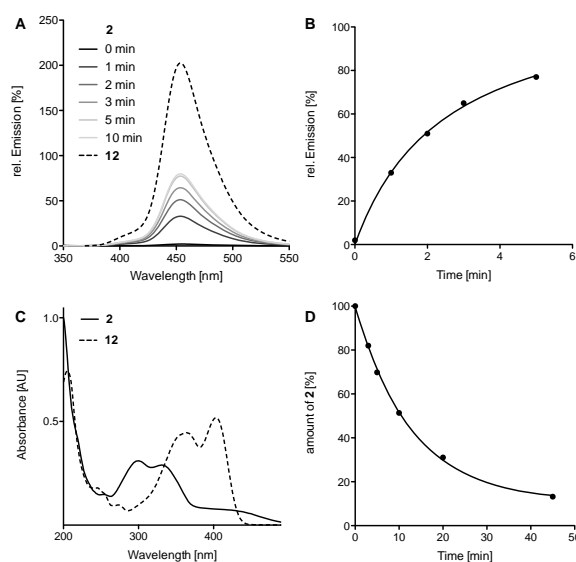 A
250
200
150
100
50
0
rel. Emission [%]
2
0 min
1 min
2 min
3 min
5 min
10 min
12
350 400 450 500 550
Wavelength [nm]
B
100
80
60
40
20
0
rel. Emission [%]
0 2 4 6
Time [min]
C
1.0
0.5
Absorbance [AU]
2
12
200 300 400
Wavelength [nm]
D
100
80
60
40
20
0
amount of 2 [%]
0 10 20 30 40 50
Time [min]